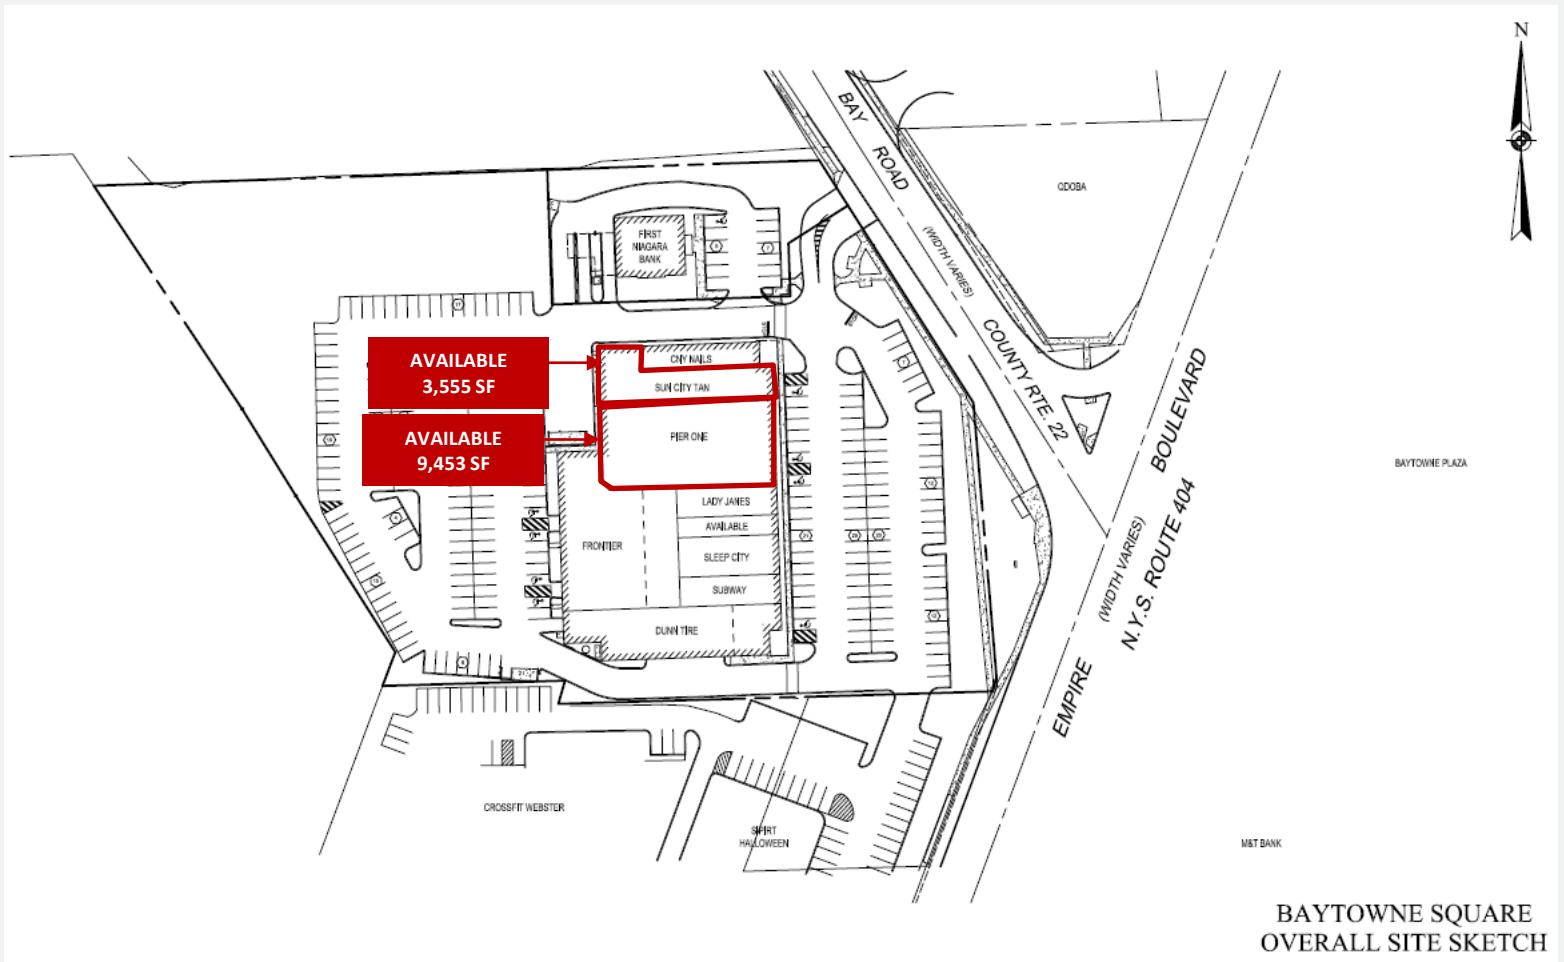 N
BAY
ROAD
(WIDTH VARIES)
COUNTY RTE. 22
QDOBA
FIRST
NIAGARA
BANK
AVAILABLE
3,555 SF
CNY NAILS
SUN CITY TAN
AVAILABLE
9,453 SF
PIER ONE
LADY JANES
AVAILABLE
FRONTIER
SLEEP CITY
SUBWAY
DUNN TIRE
BAYTOWNE PLAZA
EMPIRE
BOULEVARD
(WIDTH VARIES)
N.Y.S. ROUTE 404
CROSSFIT WEBSTER
SIPIRT
HALLOWEEN
M&T BANK
BAYTOWNE SQUARE
OVERALL SITE SKETCH